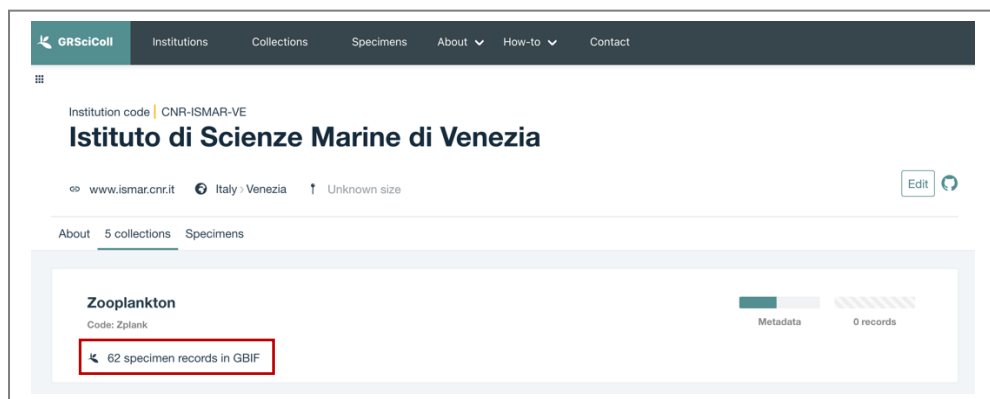 GRSciColl Institutions Collections Specimens About How-to Contact
Institution code CNR-ISMAR-VE
Istituto di Scienze Marine di Venezia
www.ismar.cnr.it Italy › Venezia Unknown size Edit
About 5 collections Specimens
Zooplankton
Code: Zplank
Metadata 0 records
62 specimen records in GBIF